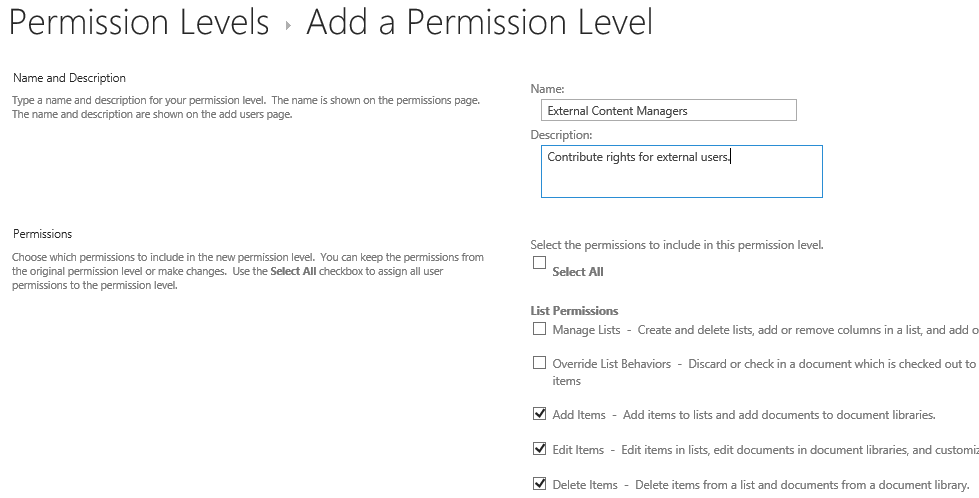 Permission Levels ▸ Add a Permission Level
Name and Description
Type a name and description for your permission level.  The name is shown on the permissions page.
The name and description are shown on the add users page.
Name:
External Content Managers
Description:
Contribute rights for external users.
Permissions
Choose which permissions to include in the new permission level.  You can keep the permissions from
the original permission level or make changes.  Use the Select All checkbox to assign all user
permissions to the permission level.
Select the permissions to include in this permission level.
Select All
List Permissions
Manage Lists  -  Create and delete lists, add or remove columns in a list, and add o
Override List Behaviors  -  Discard or check in a document which is checked out to
items
Add Items  -  Add items to lists and add documents to document libraries.
Edit Items  -  Edit items in lists, edit documents in document libraries, and customiz
Delete Items  -  Delete items from a list and documents from a document library.